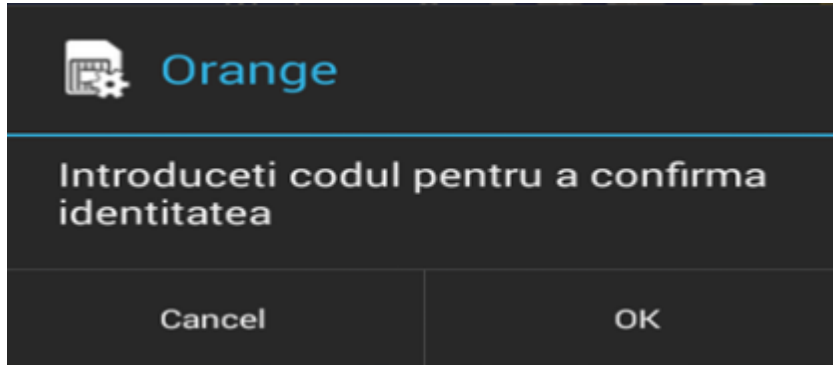 Orange
Introduceti codul pentru a confirma
identitatea
Cancel
OK